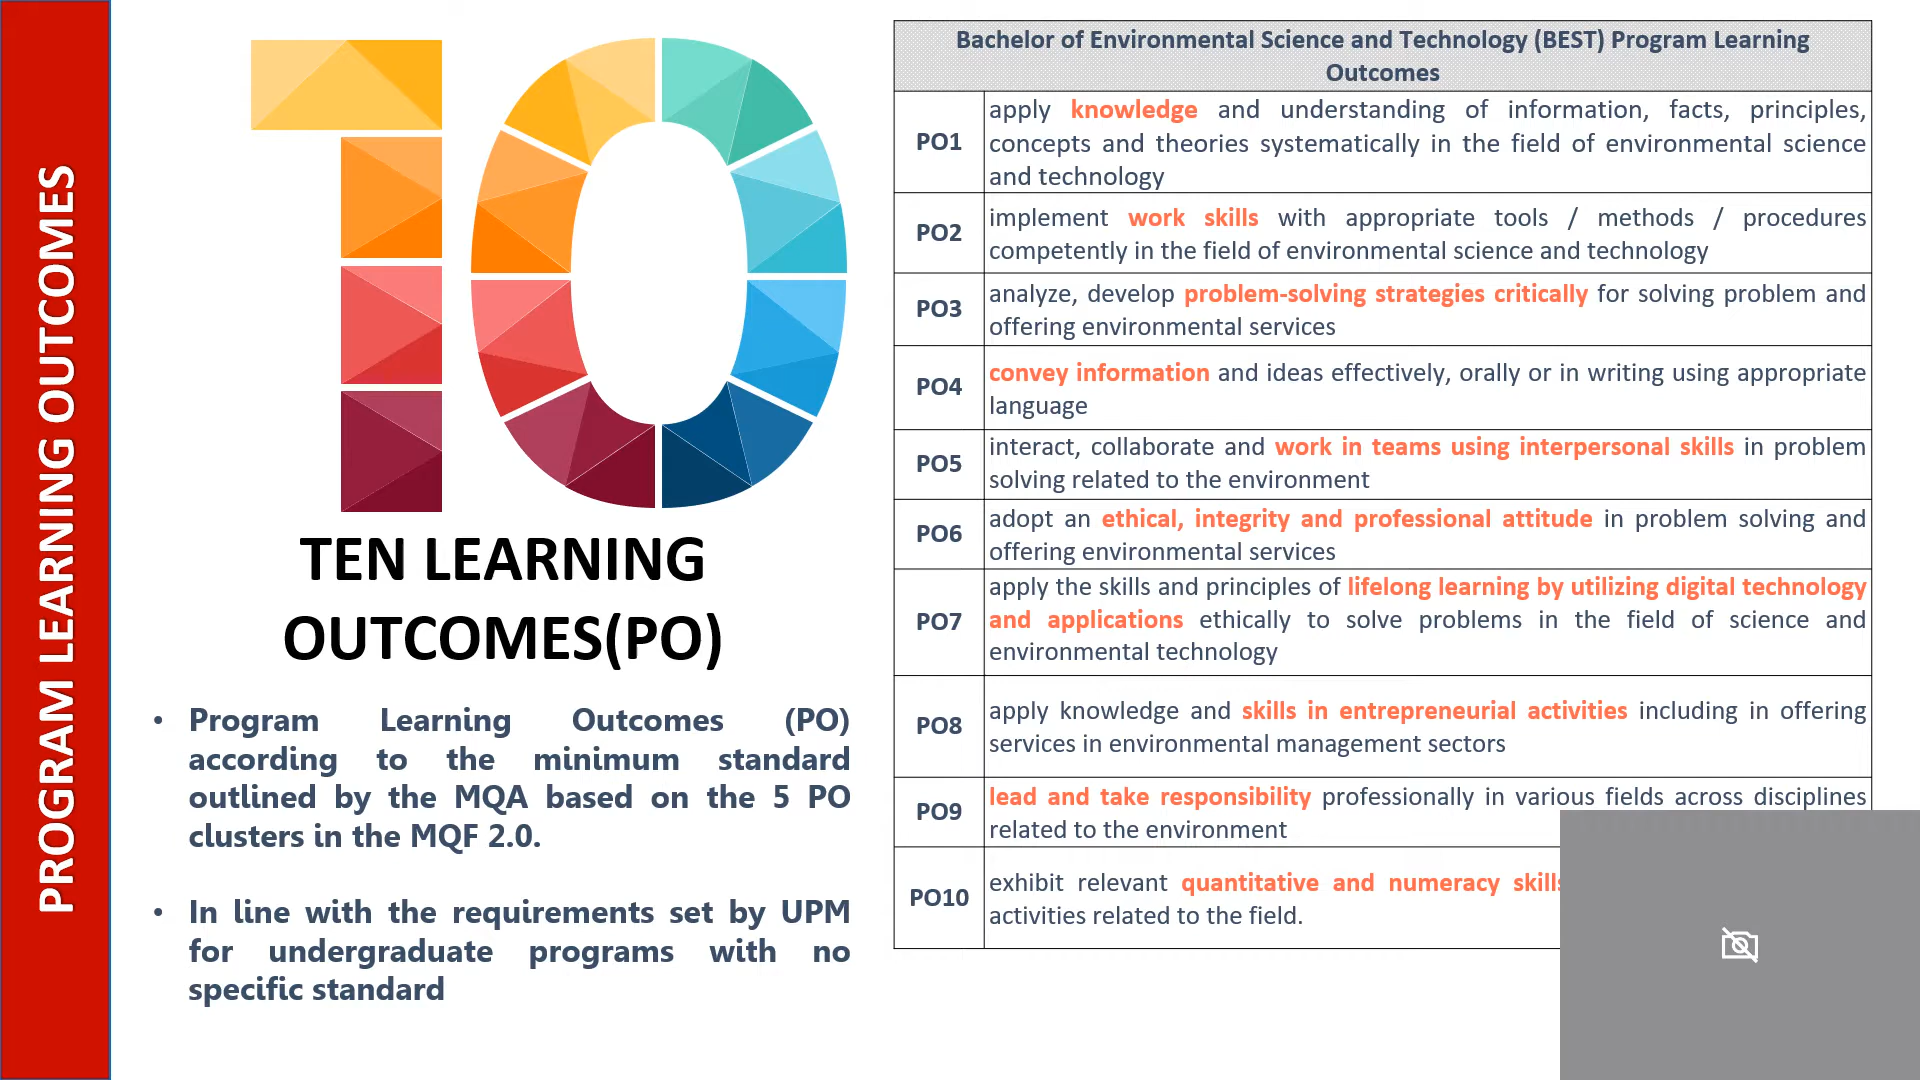 PROGRAM LEARNING OUTCOMES
10
TEN LEARNING
OUTCOMES(PO)
• Program Learning Outcomes (PO)
according to the minimum standard
outlined by the MQA based on the 5 PO
clusters in the MQF 2.0.
• In line with the requirements set by UPM
for undergraduate programs with no
specific standard
Bachelor of Environmental Science and Technology (BEST) Program Learning
Outcomes
PO1
apply knowledge and understanding of information, facts, principles,
concepts and theories systematically in the field of environmental science
and technology
PO2
implement work skills with appropriate tools / methods / procedures
competently in the field of environmental science and technology
PO3
analyze, develop problem-solving strategies critically for solving problem and
offering environmental services
PO4
convey information and ideas effectively, orally or in writing using appropriate
language
PO5
interact, collaborate and work in teams using interpersonal skills in problem
solving related to the environment
PO6
adopt an ethical, integrity and professional attitude in problem solving and
offering environmental services
PO7
apply the skills and principles of lifelong learning by utilizing digital technology
and applications ethically to solve problems in the field of science and
environmental technology
PO8
apply knowledge and skills in entrepreneurial activities including in offering
services in environmental management sectors
PO9
lead and take responsibility professionally in various fields across disciplines
related to the environment
PO10
exhibit relevant quantitative and numeracy skills
activities related to the field.